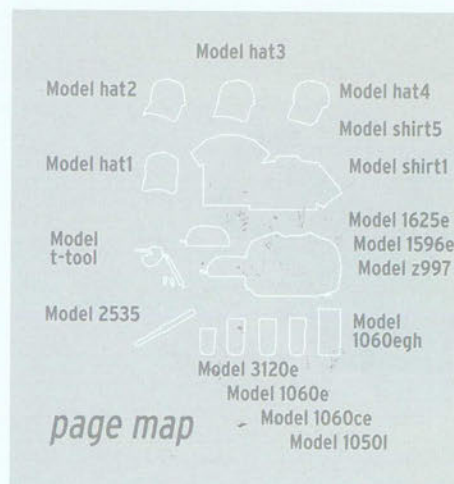 Model hat3
Model hat2
Model hat4
Model shirt5
Model hat1
Model shirt1
Model 1625e
Model
t-tool
Model 1596e
Model z997
Model 2535
Model
1060egh
Model 3120e
Model 1060e
Model 1060ce
Model 1050l
page map